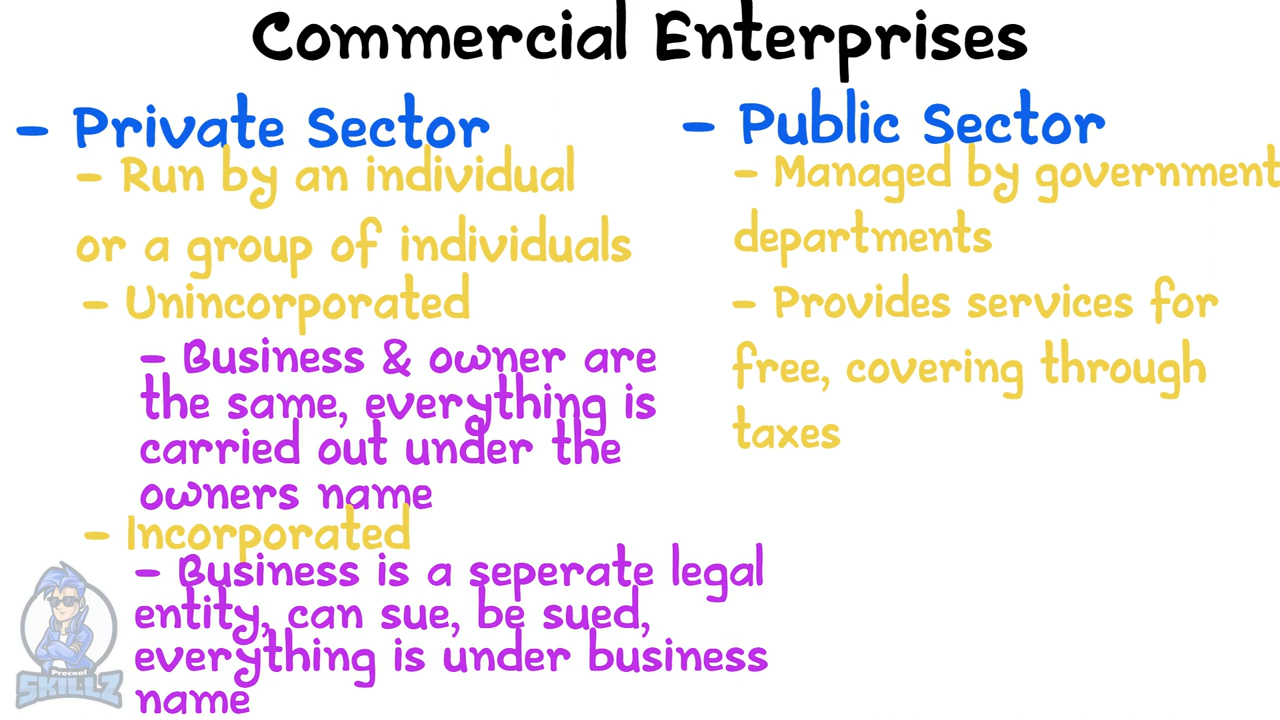 Commercial Enterprises
- Private Sector
- Run by an individual
or a group of individuals
- Unincorporated
- Business & owner are
the same, everything is
carried out under the
owners name
- Incorporated
- Business is a seperate legal
entity, can sue, be sued,
everything is under business
name
- Public Sector
- Managed by government
departments
- Provides services for
free, covering through
taxes
Precool
SKILLZ